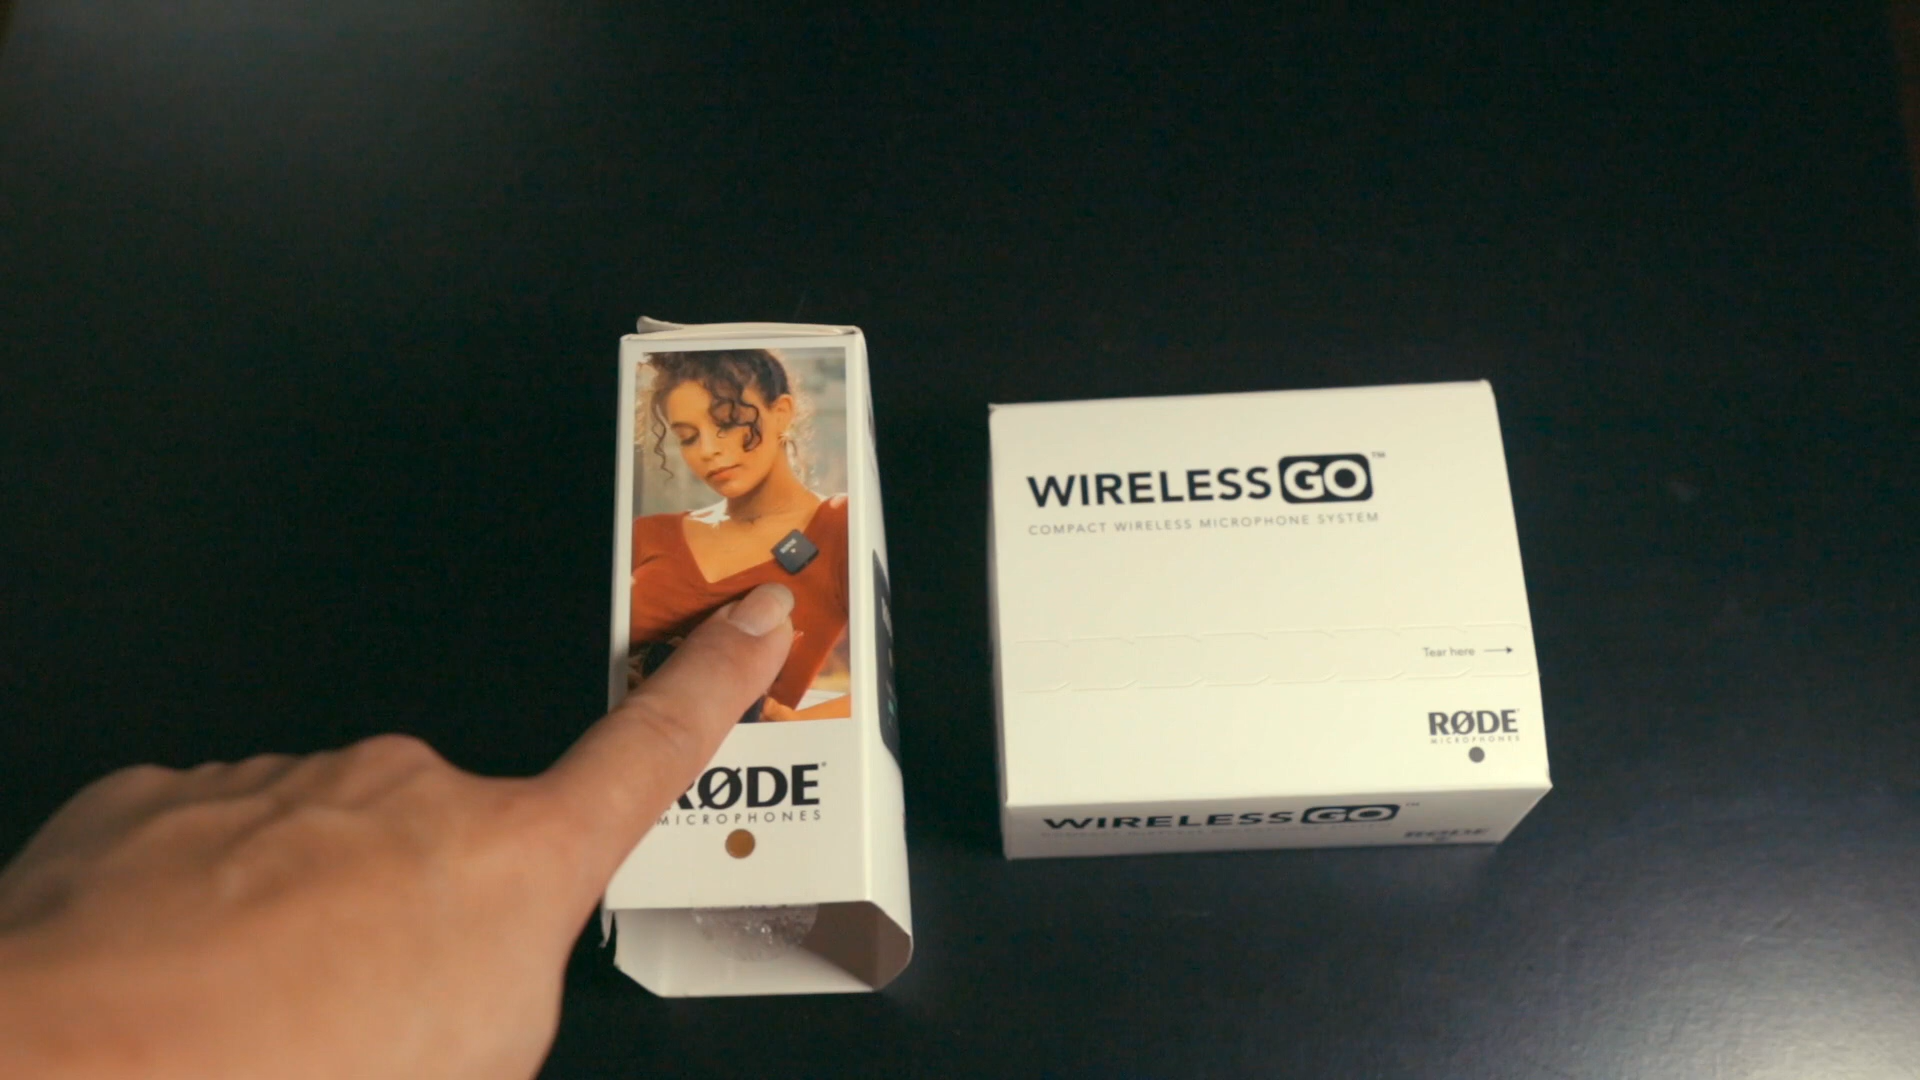 RØDE
MICROPHONES
WIRELESS GO™
COMPACT WIRELESS MICROPHONE SYSTEM
Tear here
RØDE
MICROPHONES
WIRELESS GO™
RØDE